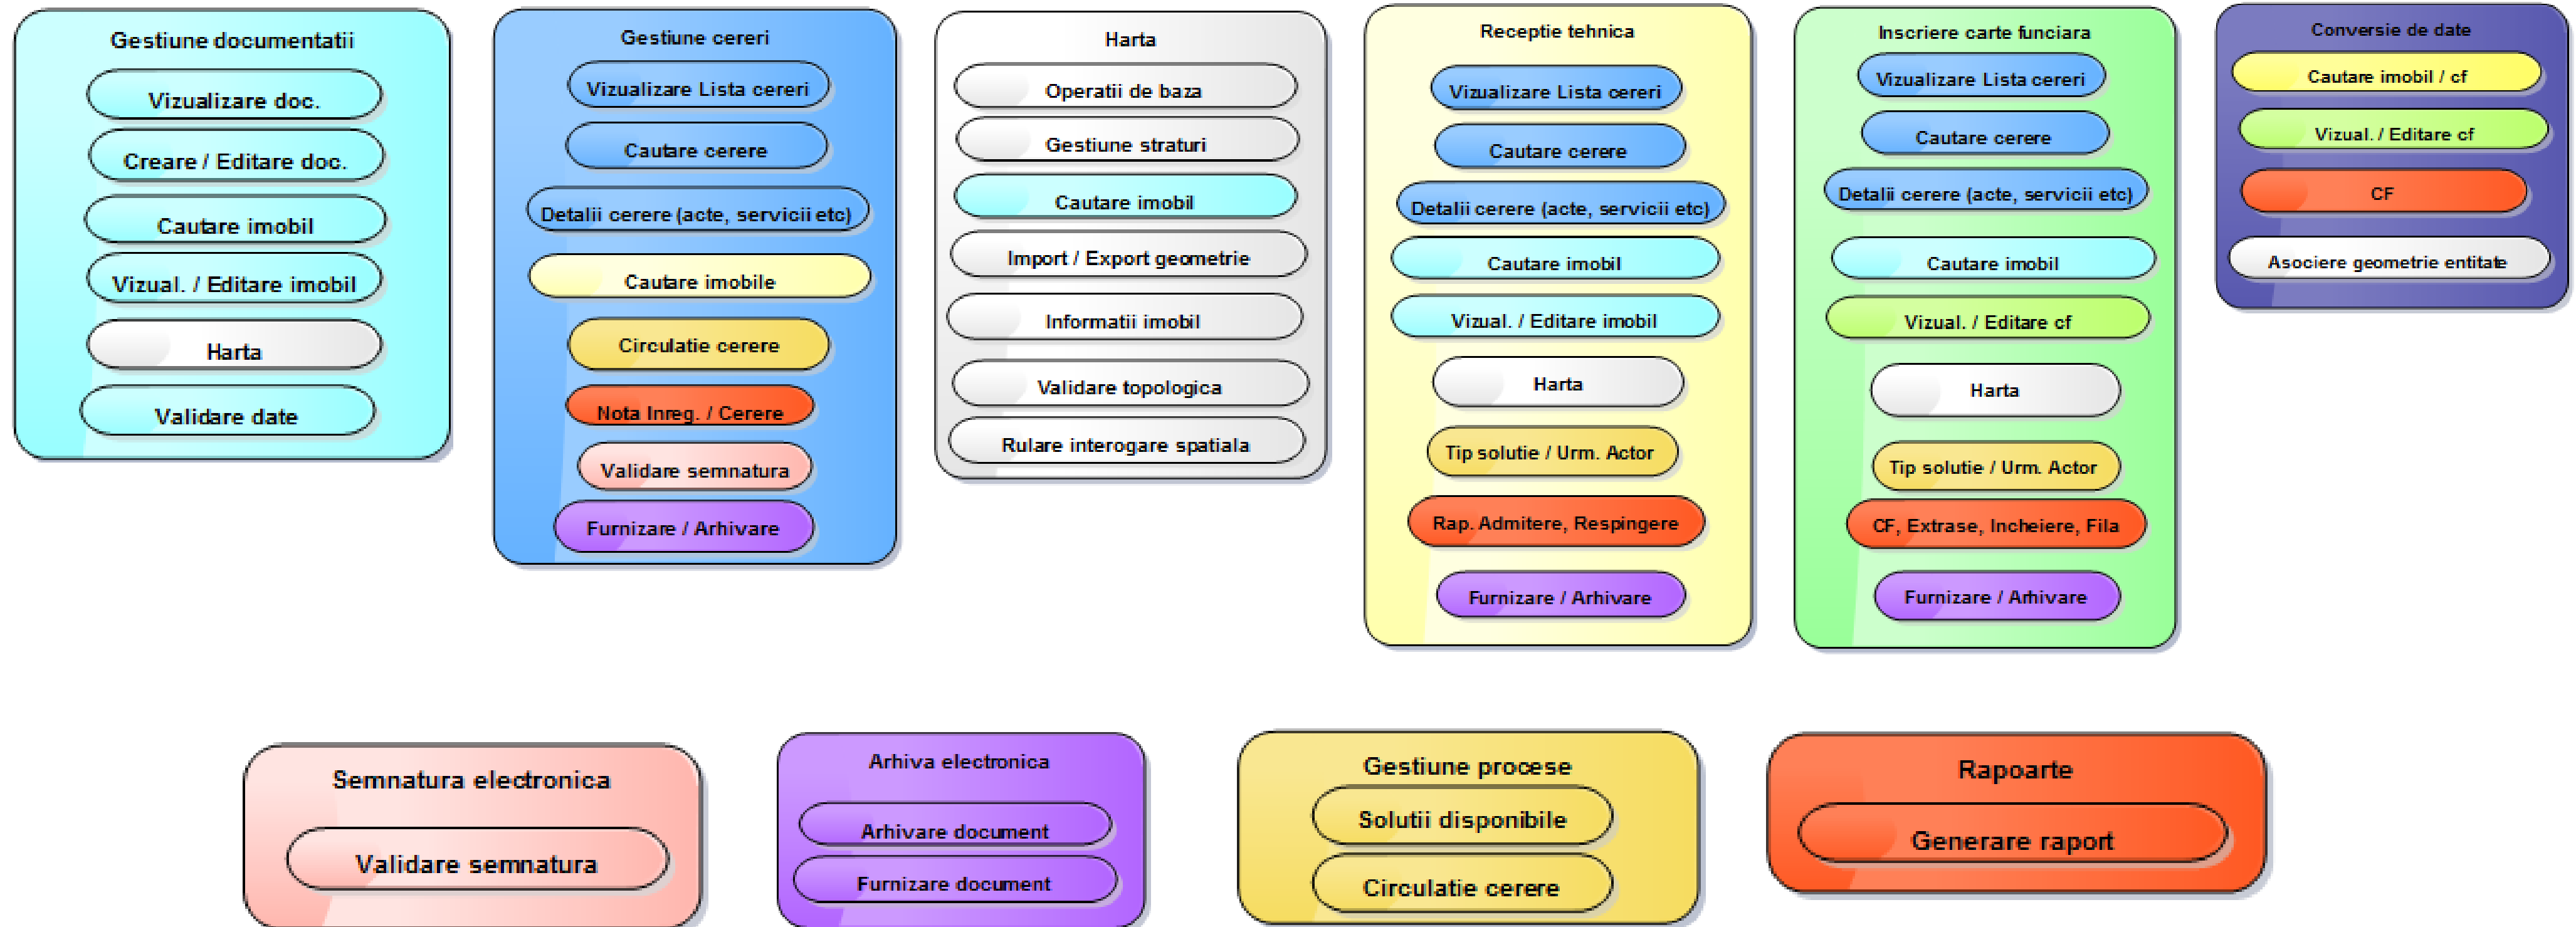 Gestiune documentatii
Vizualizare doc.
Creare / Editare doc.
Cautare imobil
Vizual. / Editare imobil
Harta
Validare date
Gestiune cereri
Vizualizare Lista cereri
Cautare cerere
Detalii cerere (acte, servicii etc)
Cautare imobile
Circulatie cerere
Nota Inreg. / Cerere
Validare semnatura
Furnizare / Arhivare
Harta
Operatii de baza
Gestiune straturi
Cautare imobil
Import / Export geometrie
Informatii imobil
Validare topologica
Rulare interogare spatiala
Receptie tehnica
Vizualizare Lista cereri
Cautare cerere
Detalii cerere (acte, servicii etc)
Cautare imobil
Vizual. / Editare imobil
Harta
Tip solutie / Urm. Actor
Rap. Admitere, Respingere
Furnizare / Arhivare
Inscriere carte funciara
Vizualizare Lista cereri
Cautare cerere
Detalii cerere (acte, servicii etc)
Cautare imobil
Vizual. / Editare cf
Harta
Tip solutie / Urm. Actor
CF, Extrase, Incheiere, Fila
Furnizare / Arhivare
Conversie de date
Cautare imobil / cf
Vizual. / Editare cf
CF
Asociere geometrie entitate
Semnatura electronica
Validare semnatura
Arhiva electronica
Arhivare document
Furnizare document
Gestiune procese
Solutii disponibile
Circulatie cerere
Rapoarte
Generare raport